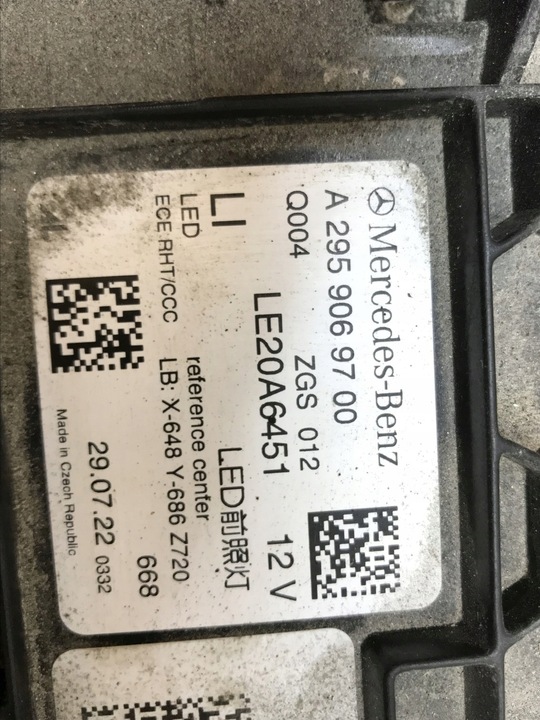 Mercedes-Benz
A 295 906 97 00
Q004 ZGS 012
LE20A6451 12 V
LI LED前照灯
LED reference center
ECE RHT/CCC LB: X-648 Y-686 Z720
668
29.07.22 0332
Made in Czech Republic